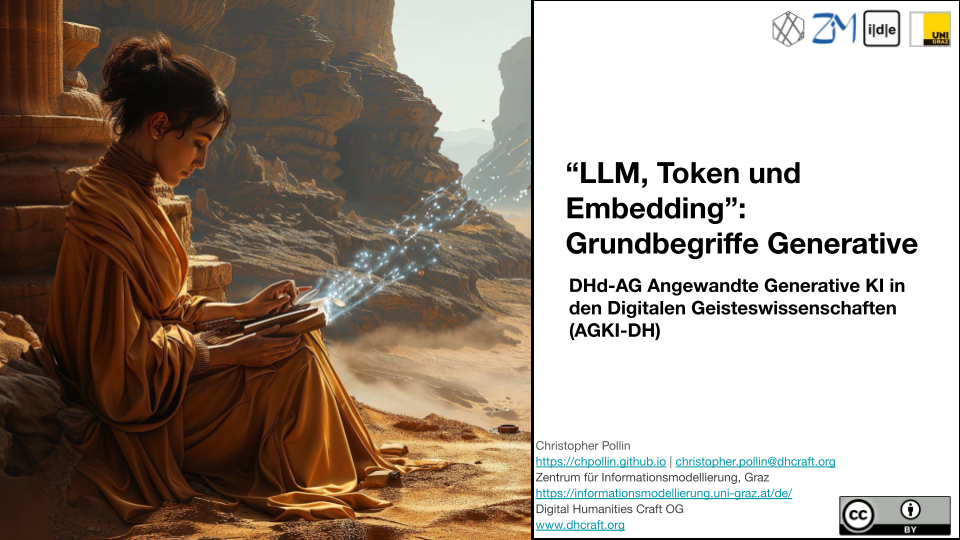 ZIM
i|d|e
UNI
GRAZ
“LLM, Token und
Embedding”:
Grundbegriffe Generative
DHd-AG Angewandte Generative KI in
den Digitalen Geisteswissenschaften
(AGKI-DH)
Christopher Pollin
https://chpollin.github.io | christopher.pollin@dhcraft.org
Zentrum für Informationsmodellierung, Graz
https://informationsmodellierung.uni-graz.at/de/
Digital Humanities Craft OG
www.dhcraft.org
cc
BY